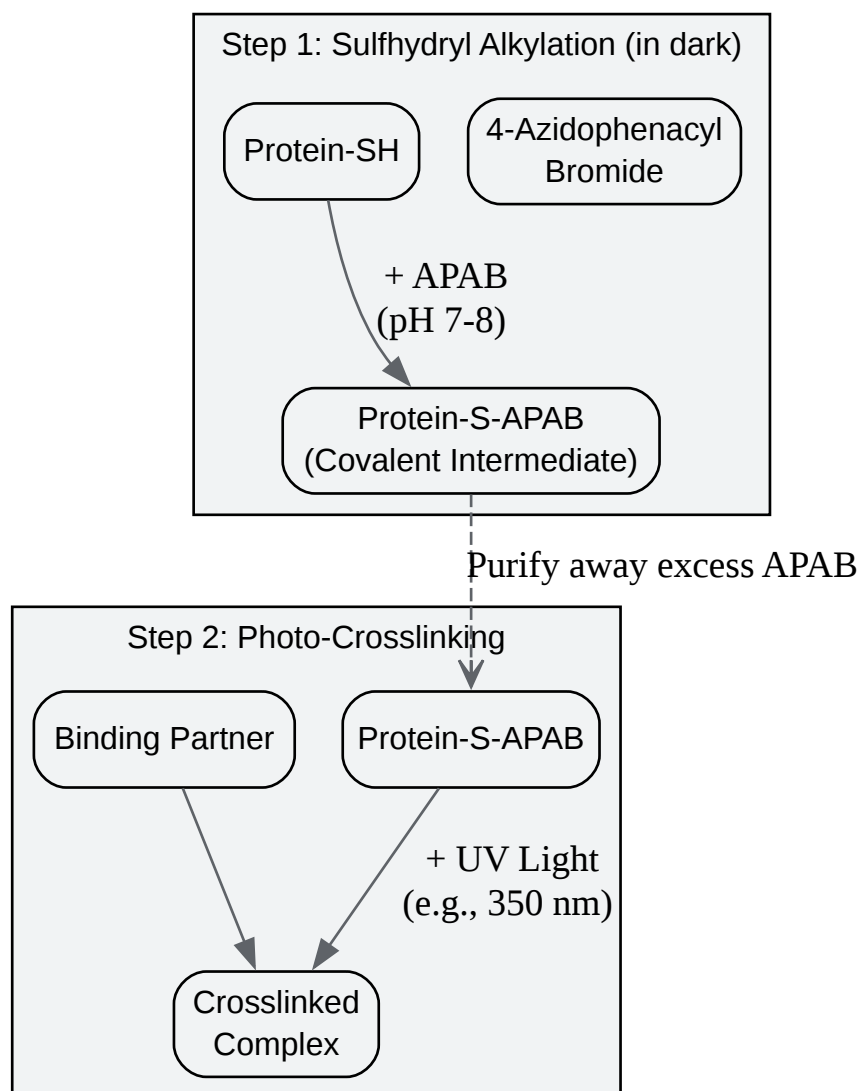 Step 1: Sulfhydryl Alkylation (in dark)
Protein-SH
4-Azidophenacyl
Bromide
+ APAB
(pH 7-8)
Protein-S-APAB
(Covalent Intermediate)
Purify away excess APAB
Step 2: Photo-Crosslinking
Binding Partner
Protein-S-APAB
+ UV Light
(e.g., 350 nm)
Crosslinked
Complex